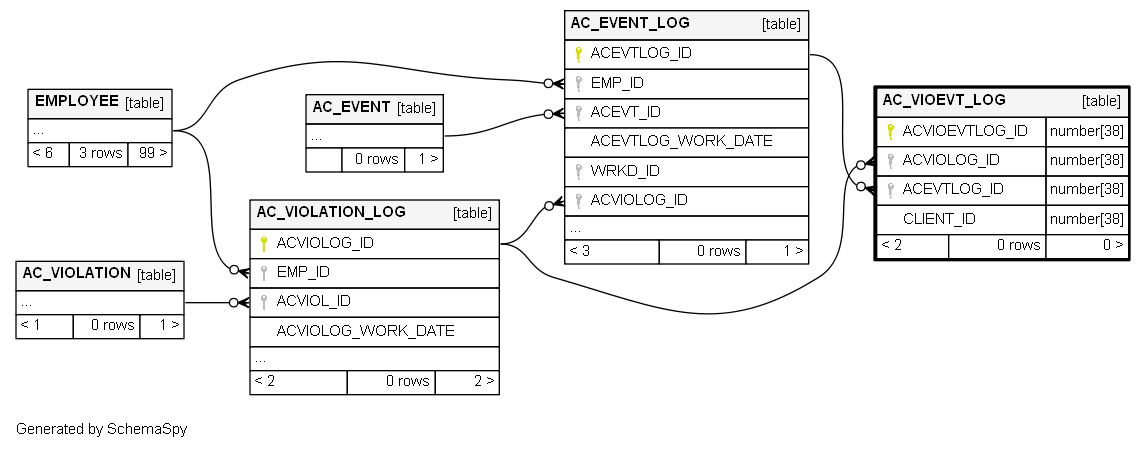 AC_EVENT_LOG [table]
ACEVTLOG_ID
EMP_ID
ACEVT_ID
ACEVTLOG_WORK_DATE
WRKD_ID
ACVIOLOG_ID
...
< 3 0 rows 1 >
EMPLOYEE [table]
...
< 6 3 rows 99 >
AC_EVENT [table]
...
0 rows 1 >
AC_VIOEVT_LOG [table]
ACVIOEVTLOG_ID number[38]
ACVIOLOG_ID number[38]
ACEVTLOG_ID number[38]
CLIENT_ID number[38]
< 2 0 rows 0 >
AC_VIOLATION_LOG [table]
ACVIOLOG_ID
EMP_ID
ACVIOL_ID
ACVIOLOG_WORK_DATE
...
< 2 0 rows 2 >
AC_VIOLATION [table]
...
< 1 0 rows 1 >
Generated by SchemaSpy